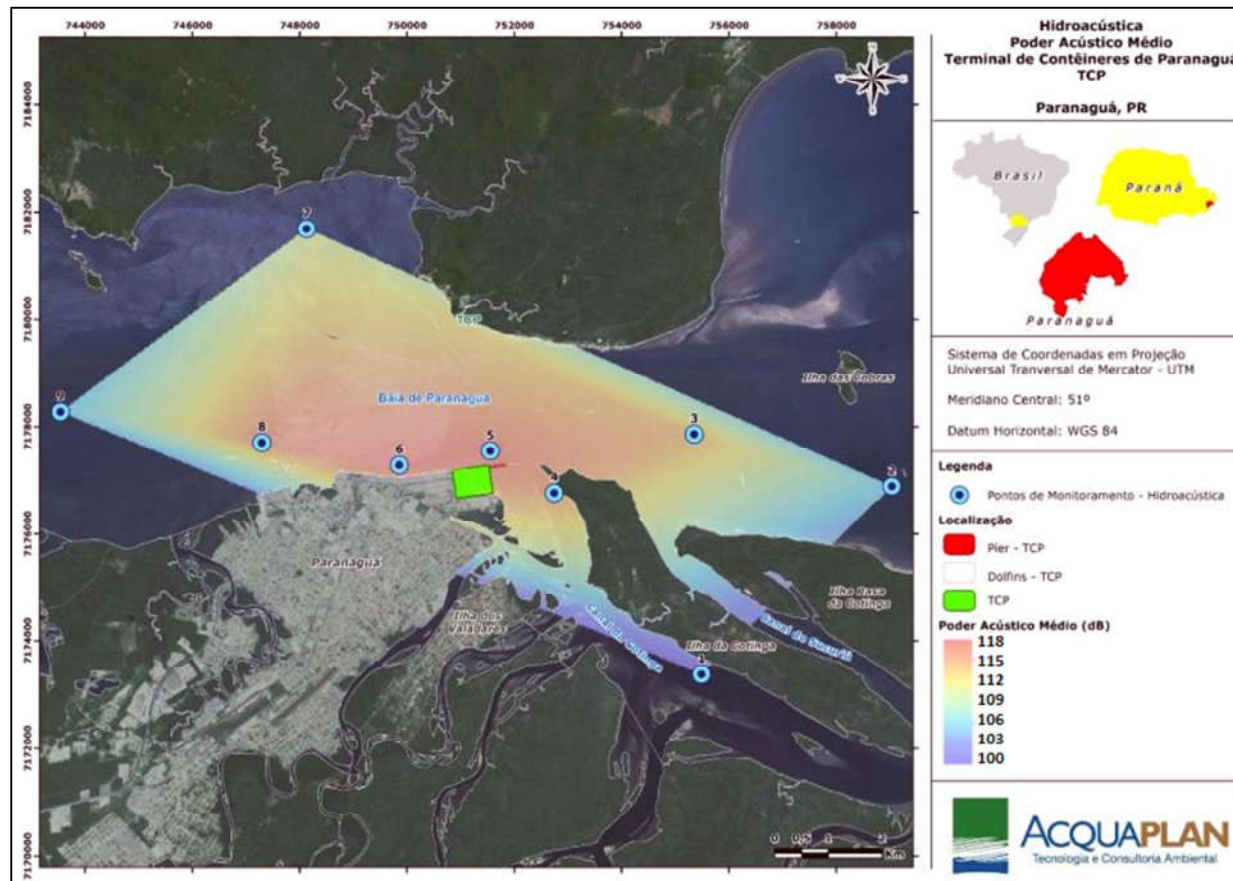 744000
746000
748000
750000
752000
754000
756000
758000
7184000
7182000
7180000
7178000
7176000
7174000
7172000
7170000
7
TCP
Ilha das Cobras
Baía de Paranaguá
9
8
6
5
4
3
2
Paranaguá
Ilha dos
Valadares
Canal da Cotinga
Ilha da Cotinga
Ilha Rasa
da Cotinga
Canal do Sucuriú
1
0 0,5 1 2
Km
Hidroacústica
Poder Acústico Médio
Terminal de Contêineres de Paranaguá
TCP
Paranaguá, PR
Brasil
Paraná
Paranaguá
Sistema de Coordenadas em Projeção
Universal Tranversal de Mercator - UTM
Meridiano Central: 51º
Datum Horizontal: WGS 84
Legenda
Pontos de Monitoramento - Hidroacústica
Localização
Píer - TCP
Dolfins - TCP
TCP
Poder Acústico Médio (dB)
118
115
112
109
106
103
100
ACQUAPLAN
Tecnologia e Consultoria Ambiental